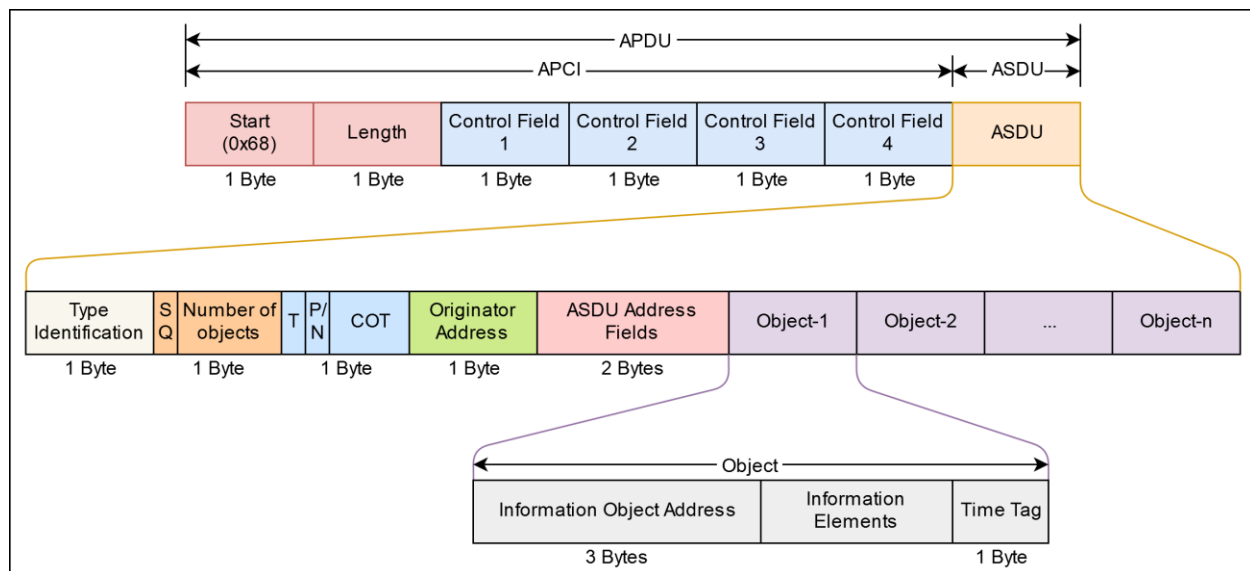 APDU
APCI
ASDU
Start
(0x68)
Length
Control Field
1
Control Field
2
Control Field
3
Control Field
4
ASDU
1 Byte
1 Byte
1 Byte
1 Byte
1 Byte
1 Byte
Type
Identification
S
Q
Number of
objects
T
P/
N
COT
Originator
Address
ASDU Address
Fields
Object-1
Object-2
...
Object-n
1 Byte
1 Byte
1 Byte
1 Byte
2 Bytes
Object
Information Object Address
Information
Elements
Time Tag
3 Bytes
1 Byte